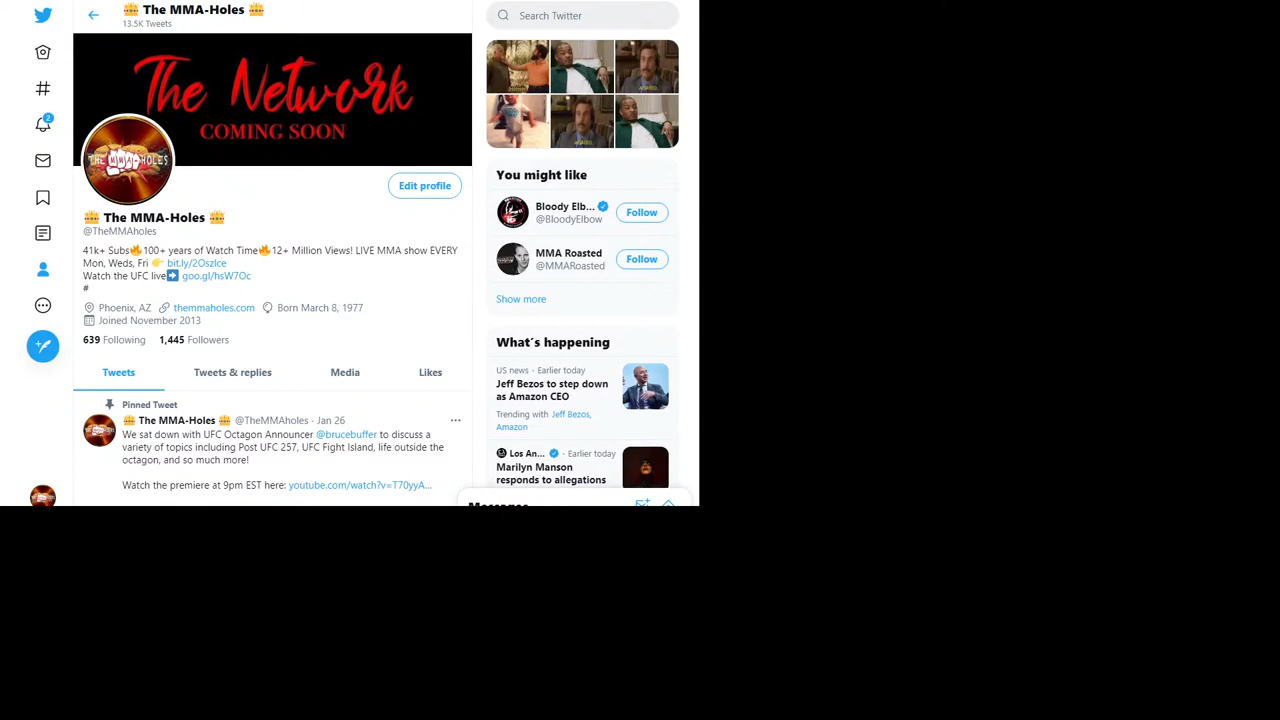 The MMA-Holes
13.5K Tweets
The Network
COMING SOON
THE MMA-HOLES
Edit profile
The MMA-Holes
@TheMMAholes
41k+ Subs🔥100+ years of Watch Time🔥12+ Million Views! LIVE MMA show EVERY
Mon, Weds, Fri 👉 bit.ly/2OszIce
Watch the UFC live➡ goo.gl/hsW7Oc
#
Phoenix, AZ themmaholes.com Born March 8, 1977
Joined November 2013
639 Following 1,445 Followers
Tweets Tweets & replies Media Likes
Pinned Tweet
The MMA-Holes @TheMMAholes · Jan 26 ...
We sat down with UFC Octagon Announcer @brucebuffer to discuss a
variety of topics including Post UFC 257, UFC Fight Island, life outside the
octagon, and so much more!
Watch the premiere at 9pm EST here: youtube.com/watch?v=T70yyA...
2
Search Twitter
You might like
Bloody Elb...
@BloodyElbow
Follow
MMA Roasted
@MMARoasted
Follow
Show more
What's happening
US news · Earlier today
Jeff Bezos to step down
as Amazon CEO
Trending with Jeff Bezos,
Amazon
Los An... · Earlier today
Marilyn Manson
responds to allegations
Messages